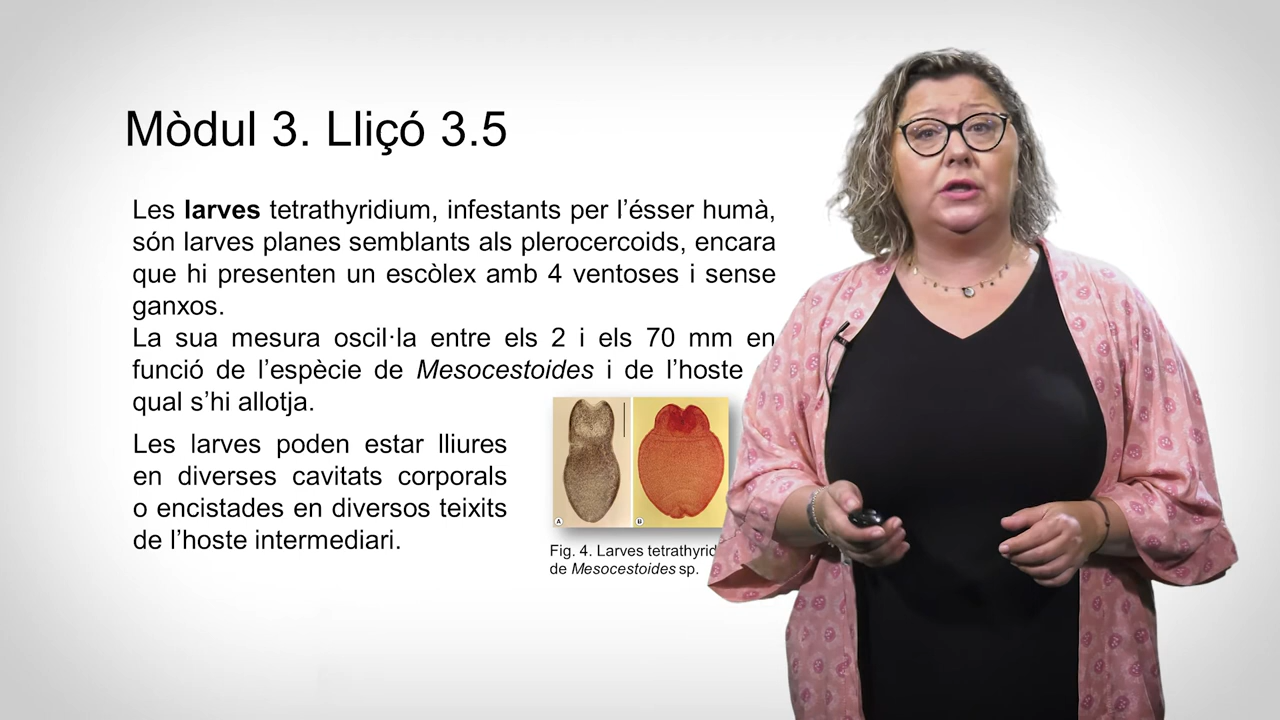 Mòdul 3. Lliçó 3.5
Les larves tetrathyridium, infestants per l’ésser humà,
són larves planes semblants als plerocercoids, encara
que hi presenten un escòlex amb 4 ventoses i sense
ganxos.
La sua mesura oscil·la entre els 2 i els 70 mm en
funció de l’espècie de Mesocestoides i de l’hoste
qual s’hi allotja.
Les larves poden estar lliures
en diverses cavitats corporals
o encistades en diversos teixits
de l’hoste intermediari.
A B
Fig. 4. Larves
de Mesocestoides sp.